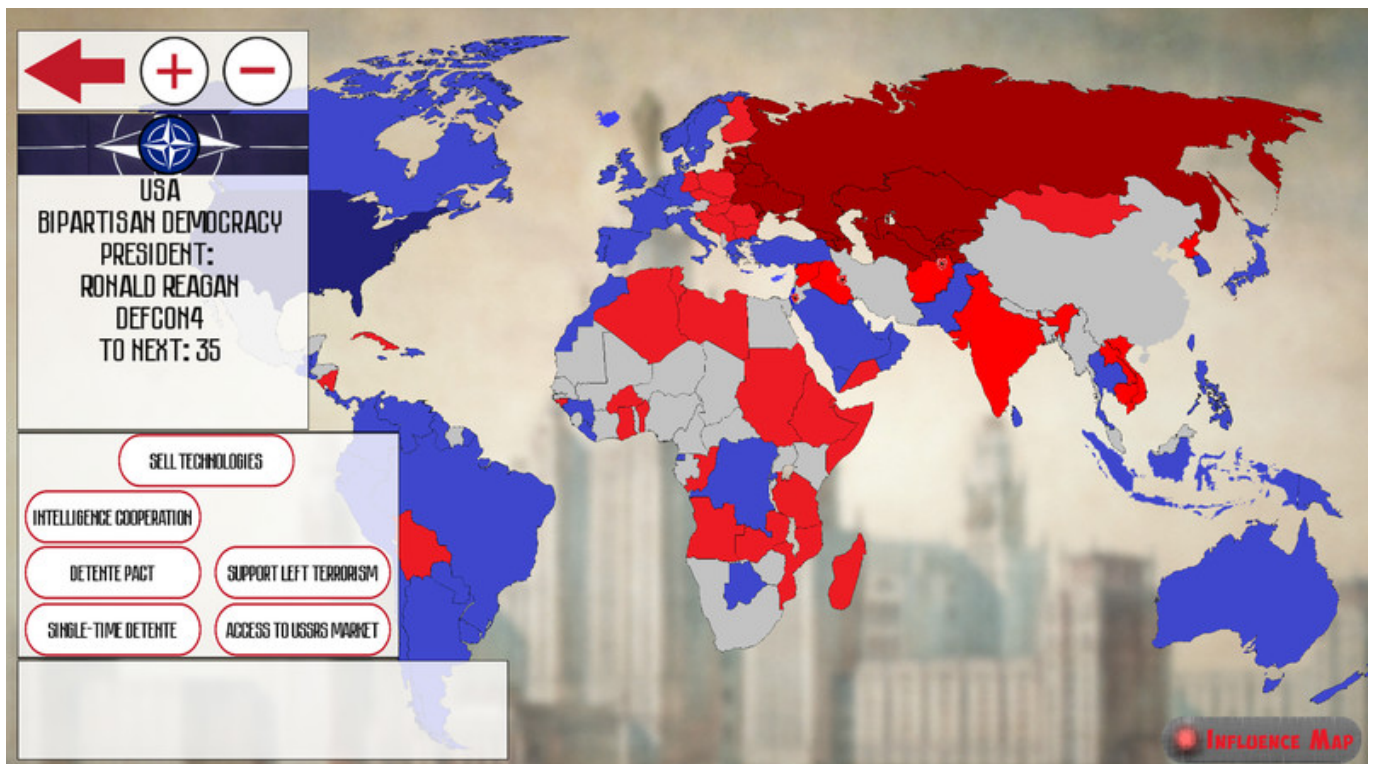 +
-
USA
BIPARTISAN DEMOCRACY
PRESIDENT:
RONALD REAGAN
DEFCON4
TO NEXT: 35
SELL TECHNOLOGIES
INTELLIGENCE COOPERATION
DETENTE PACT
SUPPORT LEFT TERRORISM
SINGLE-TIME DETENTE
ACCESS TO USSRS MARKET
INFLUENCE MAP